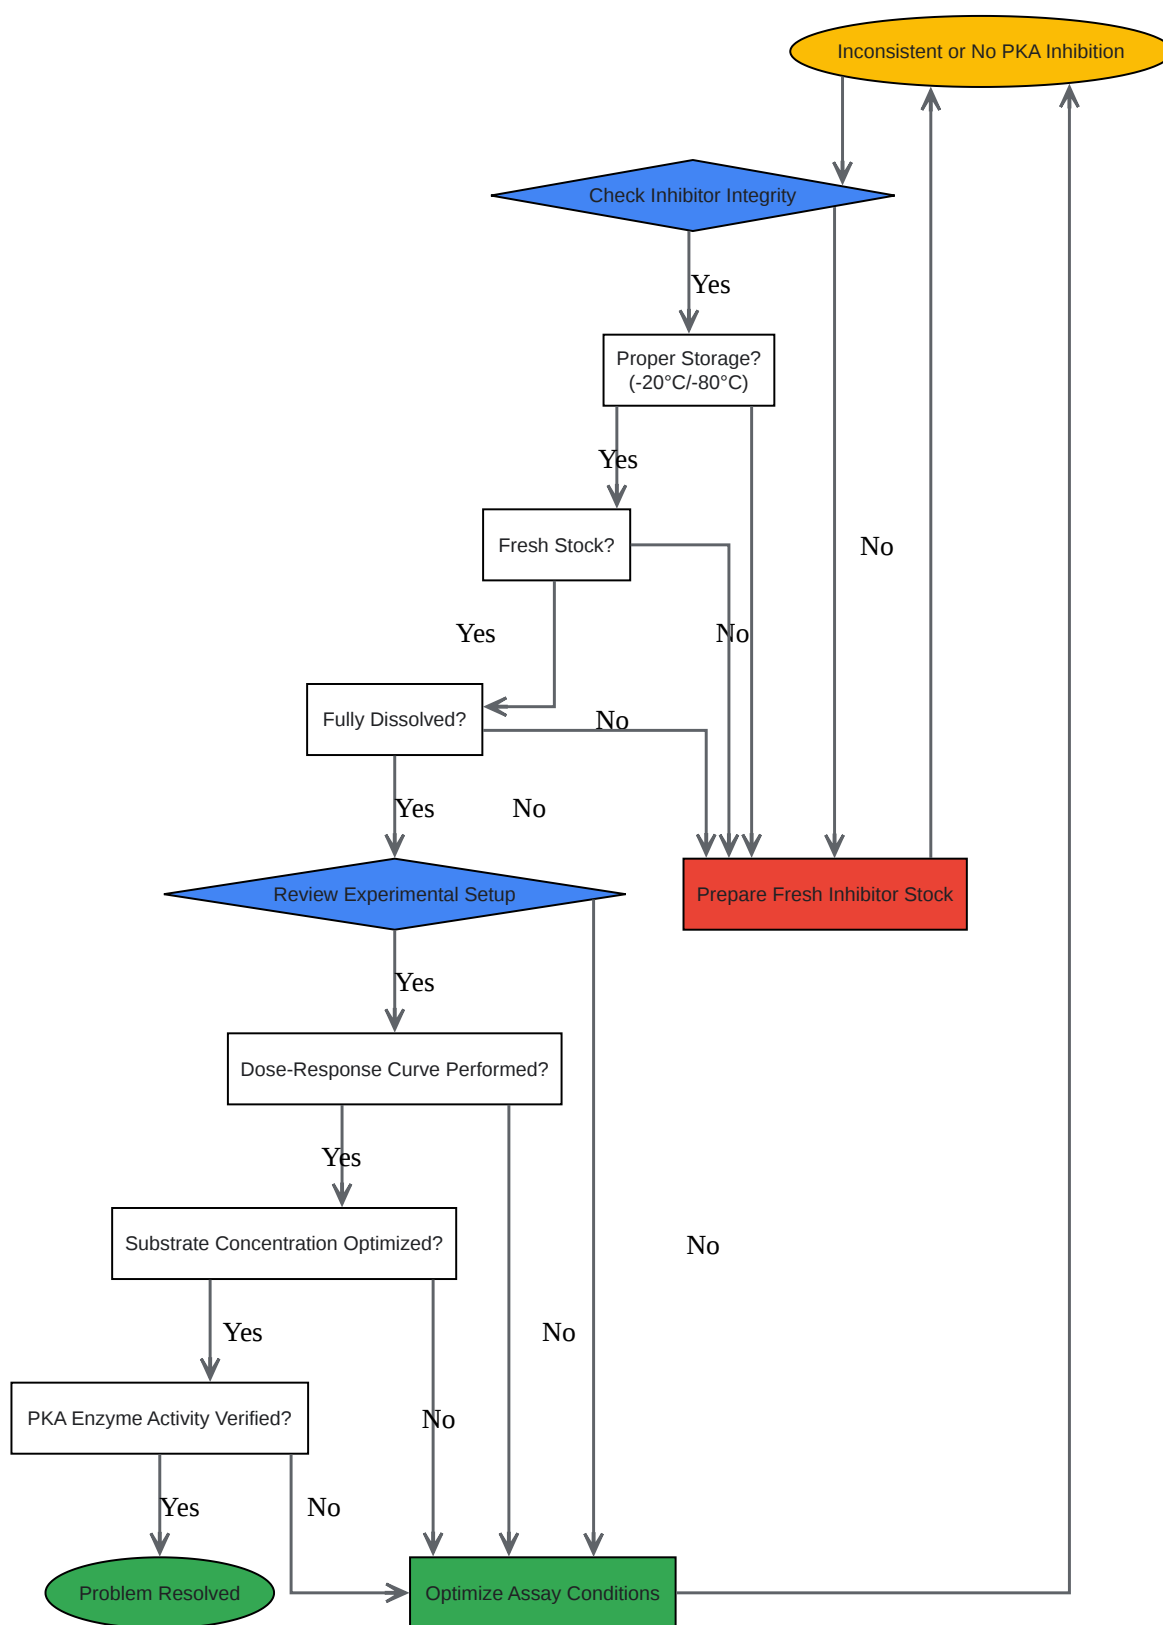 Inconsistent or No PKA Inhibition
Check Inhibitor Integrity
Yes
Proper Storage?
(-20°C/-80°C)
Yes
Fresh Stock?
No
Yes
No
Fully Dissolved?
No
Yes
No
Review Experimental Setup
Prepare Fresh Inhibitor Stock
Yes
Dose-Response Curve Performed?
Yes
Substrate Concentration Optimized?
No
Yes
No
PKA Enzyme Activity Verified?
No
Yes
No
Problem Resolved
Optimize Assay Conditions